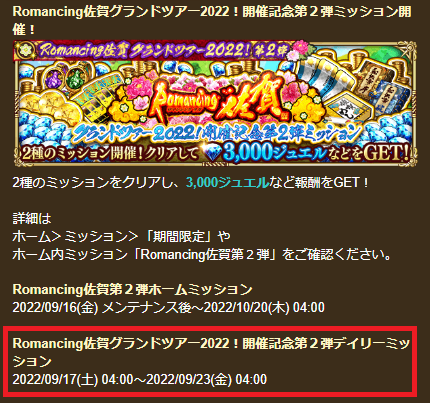 Romancing佐賀グランドツアー2022！開催記念第２弾ミッション開
催！
Romancing佐賀グランドツアー2022！第2弾
Romancing佐賀
グランドツアー2022！開催記念第2弾ミッション
2種のミッション開催！クリアして3,000ジュエルなどをGET！
2種のミッションをクリアし、3,000ジュエルなど報酬をGET！
詳細は
ホーム＞ミッション＞「期間限定」や
ホーム内ミッション「Romancing佐賀第２弾」をご確認ください。
Romancing佐賀第２弾ホームミッション
2022/09/16(金) メンテナンス後～2022/10/20(木) 04:00
Romancing佐賀グランドツアー2022！開催記念第２弾デイリーミッ
ション
2022/09/17(土) 04:00～2022/09/23(金) 04:00